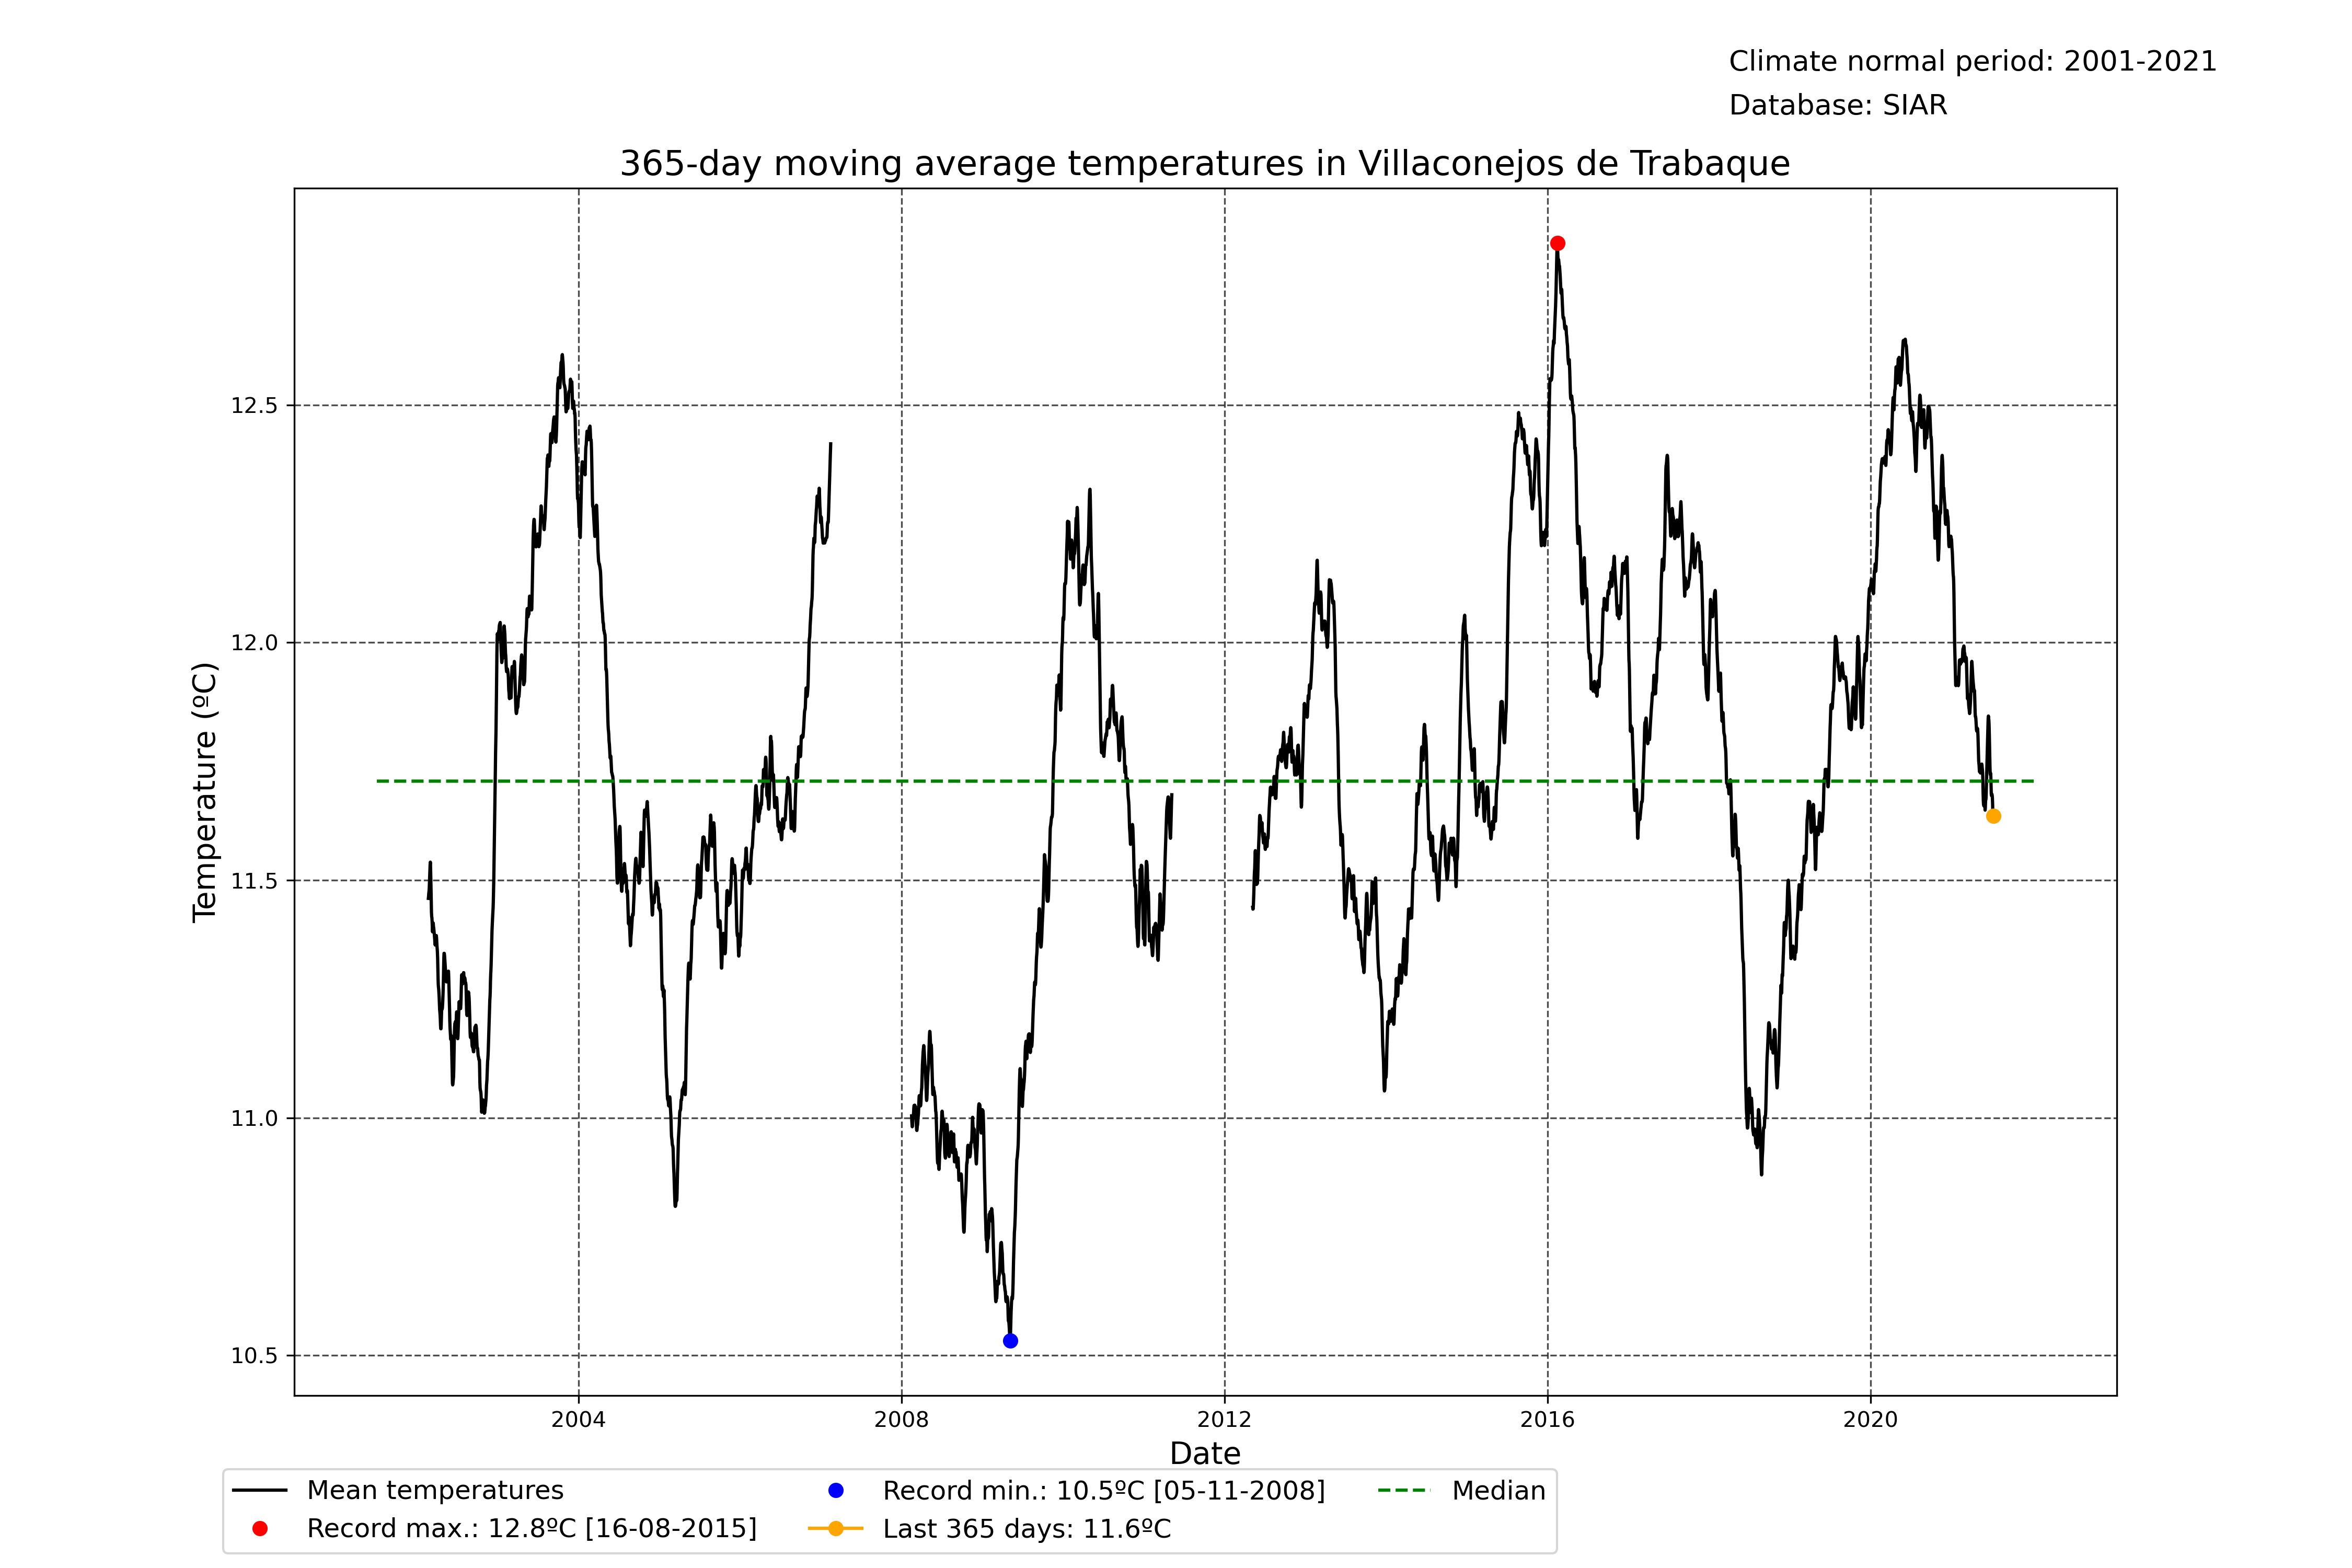 Climate normal period: 2001-2021
Database: SIAR
365-day moving average temperatures in Villaconejos de Trabaque
12.5
12.0
11.5
11.0
10.5
Temperature (ºC)
2004 2008 2012 2016 2020
Date
Mean temperatures
Record max.: 12.8ºC [16-08-2015]
Record min.: 10.5ºC [05-11-2008]
Last 365 days: 11.6ºC
Median